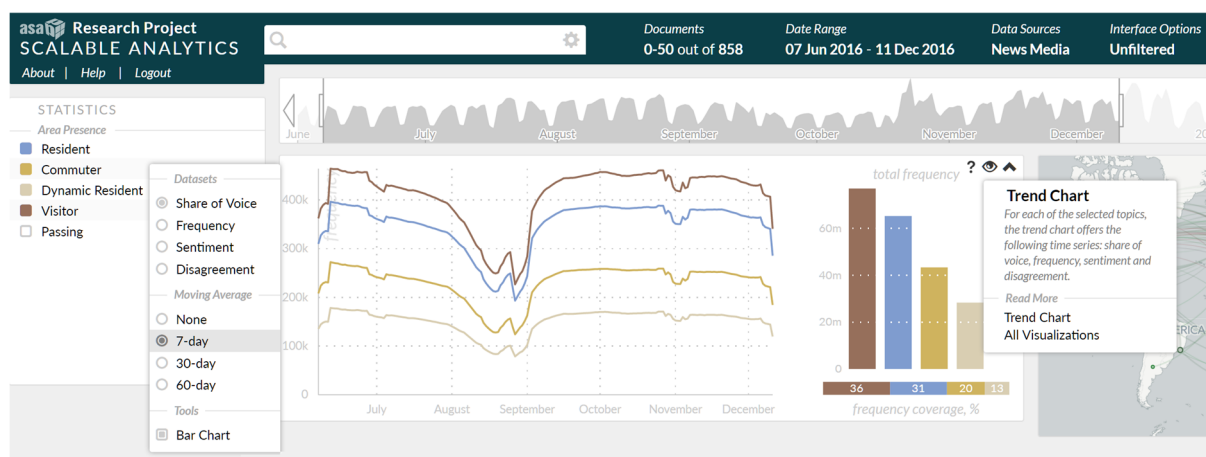 asa Research Project
SCALABLE ANALYTICS
About | Help | Logout
Documents
0-50 out of 858
Date Range
07 Jun 2016 - 11 Dec 2016
Data Sources
News Media
Interface Options
Unfiltered
June
July
August
September
October
November
December
20
STATISTICS
Area Presence
Resident
Commuter
Dynamic Resident
Visitor
Passing
Datasets
Share of Voice
Frequency
Sentiment
Disagreement
Moving Average
None
7-day
30-day
60-day
Tools
Bar Chart
400k
300k
200k
100k
0
July
August
September
October
November
December
total frequency
?
60m
40m
20m
0
36
31
20
13
frequency coverage, %
Trend Chart
For each of the selected topics,
the trend chart offers the
following time series: share of
voice, frequency, sentiment and
disagreement.
Read More
Trend Chart
All Visualizations
ERICA